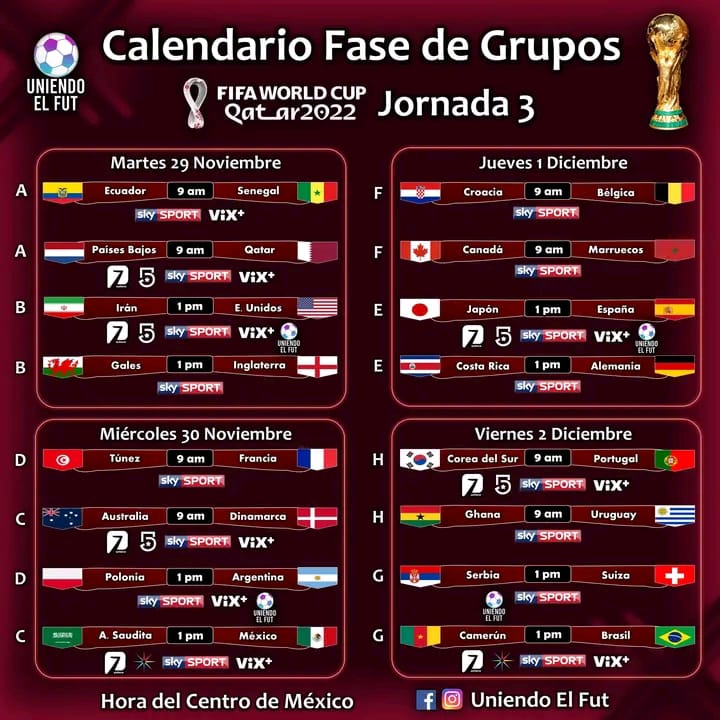 Calendario Fase de Grupos
UNIENDO
EL FUT
FIFA WORLD CUP
Qatar2022
Jornada 3
Martes 29 Noviembre
A Ecuador 9 am Senegal
sky SPORT ViX+
A Países Bajos 9 am Qatar
7 5 sky SPORT ViX+
B Irán 1 pm E. Unidos
7 5 sky SPORT ViX+ UNIENDO EL FUT
B Gales 1 pm Inglaterra
sky SPORT
Jueves 1 Diciembre
F Croacia 9 am Bélgica
sky SPORT
F Canadá 9 am Marruecos
sky SPORT
E Japón 1 pm España
7 5 sky SPORT ViX+ UNIENDO EL FUT
E Costa Rica 1 pm Alemania
sky SPORT
Miércoles 30 Noviembre
D Túnez 9 am Francia
sky SPORT
C Australia 9 am Dinamarca
7 5 sky SPORT ViX+
D Polonia 1 pm Argentina
sky SPORT ViX+ UNIENDO EL FUT
C A. Saudita 1 pm México
7 sky SPORT ViX+
Viernes 2 Diciembre
H Corea del Sur 9 am Portugal
7 5 sky SPORT ViX+
H Ghana 9 am Uruguay
sky SPORT
G Serbia 1 pm Suiza
UNIENDO EL FUT sky SPORT
G Camerún 1 pm Brasil
7 sky SPORT ViX+
Hora del Centro de México
Uniendo El Fut